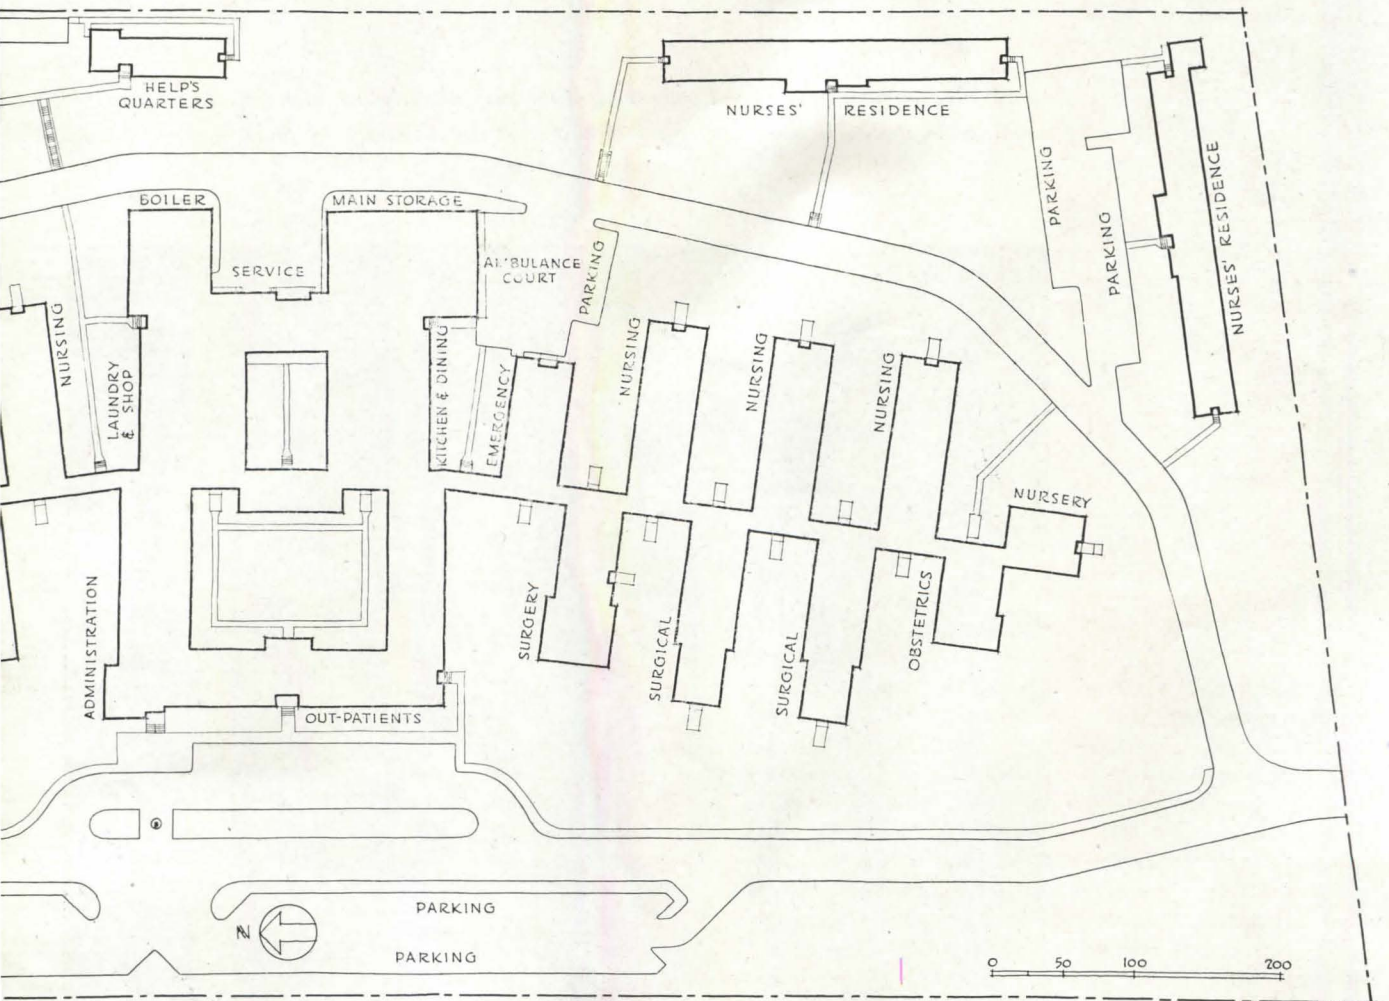 HELP'S
QUARTERS
NURSES' RESIDENCE
PARKING
PARKING
NURSES' RESIDENCE
BOILER
MAIN STORAGE
SERVICE
AMBULANCE
COURT
PARKING
NURSING
LAUNDRY
& SHOP
KITCHEN & DINING
EMERGENCY
NURSING
NURSING
NURSING
NURSERY
ADMINISTRATION
SURGERY
SURGICAL
SURGICAL
OBSTETRICS
OUT-PATIENTS
PARKING
N
PARKING
0 50 100 200